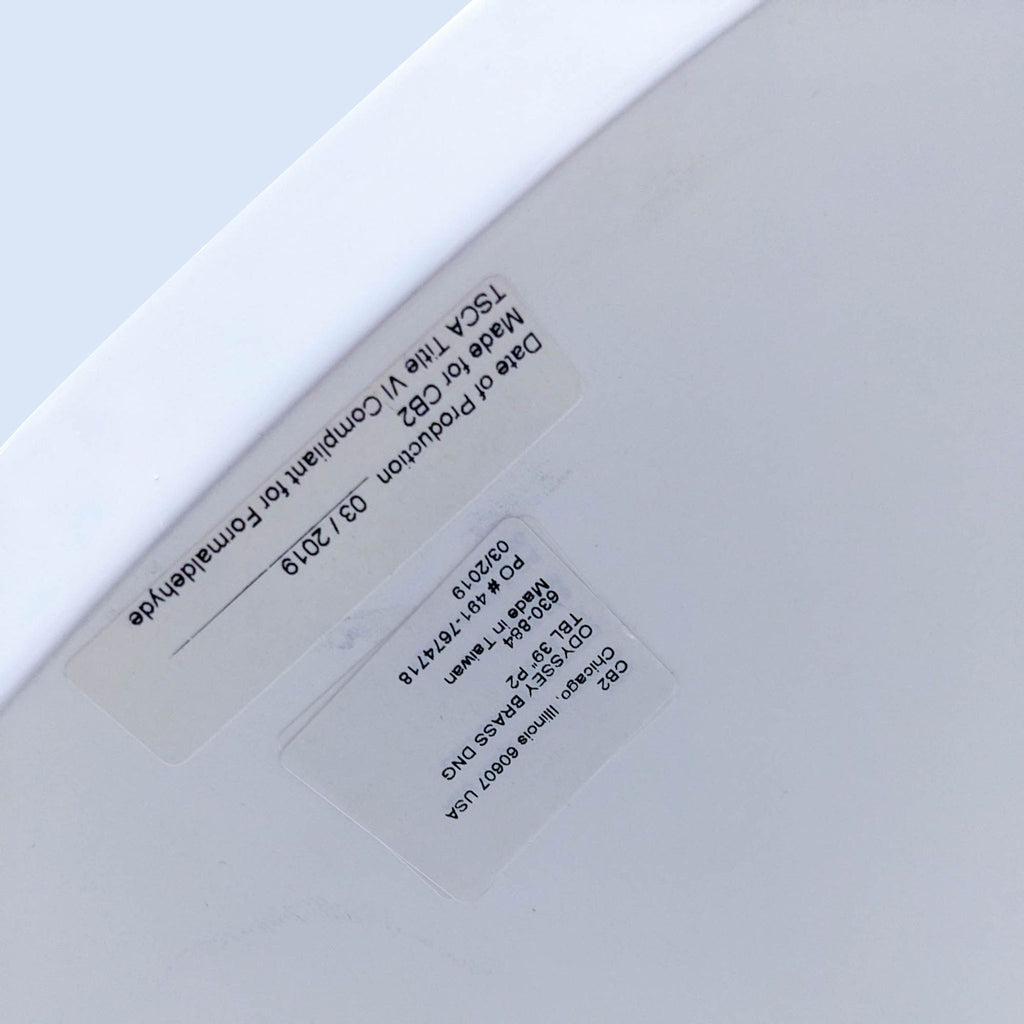 Date of Production 03 / 2019
Made for CB2
TSCA Title VI Compliant for Formaldehyde
CB2
Chicago, Illinois 60607 USA
ODYSSEY BRASS DNG
TBL 39" P2
630-884
Made in Taiwan
PO # 491-7674718
03/2019